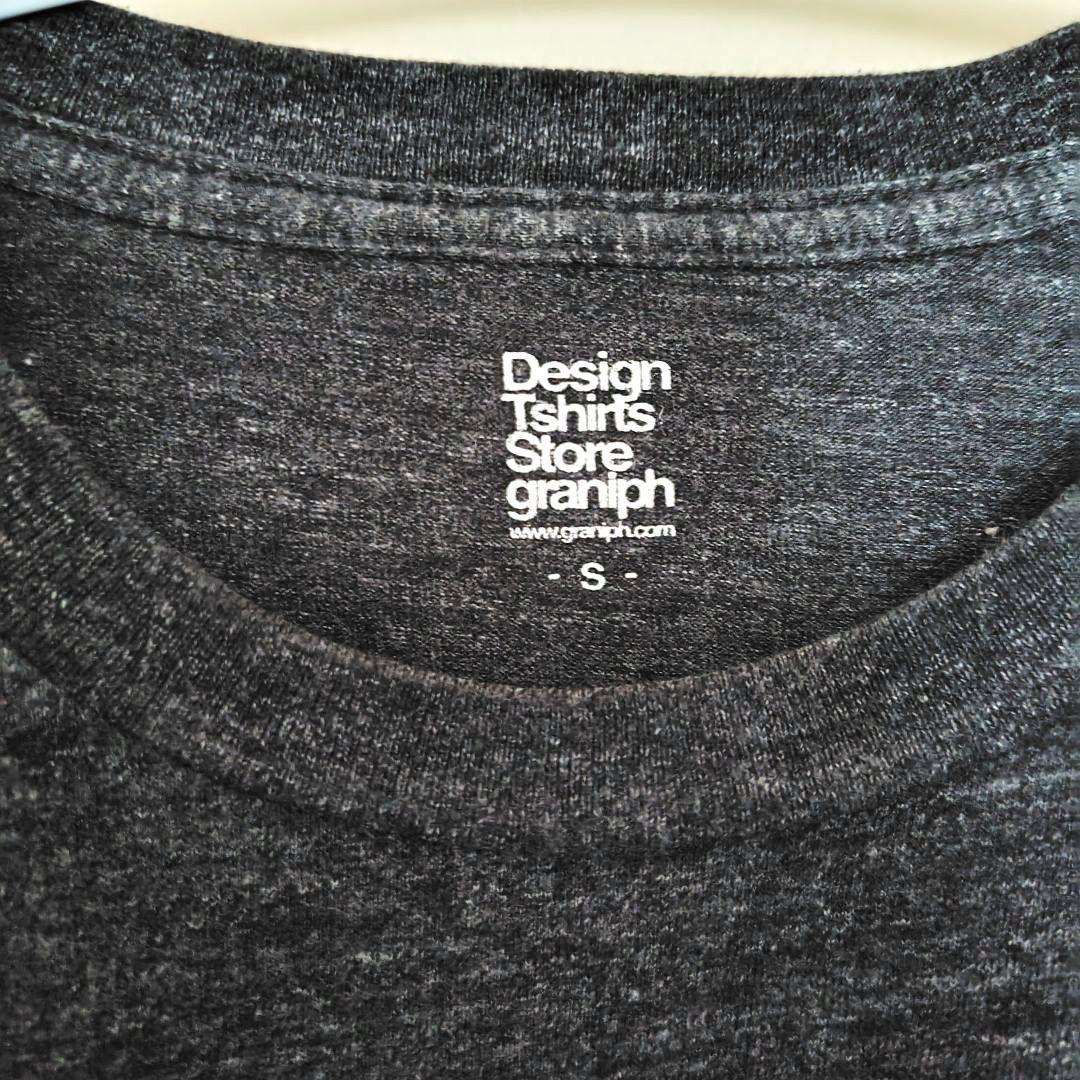 Design
Tshirts
Store
graniph
www.graniph.com
- S -